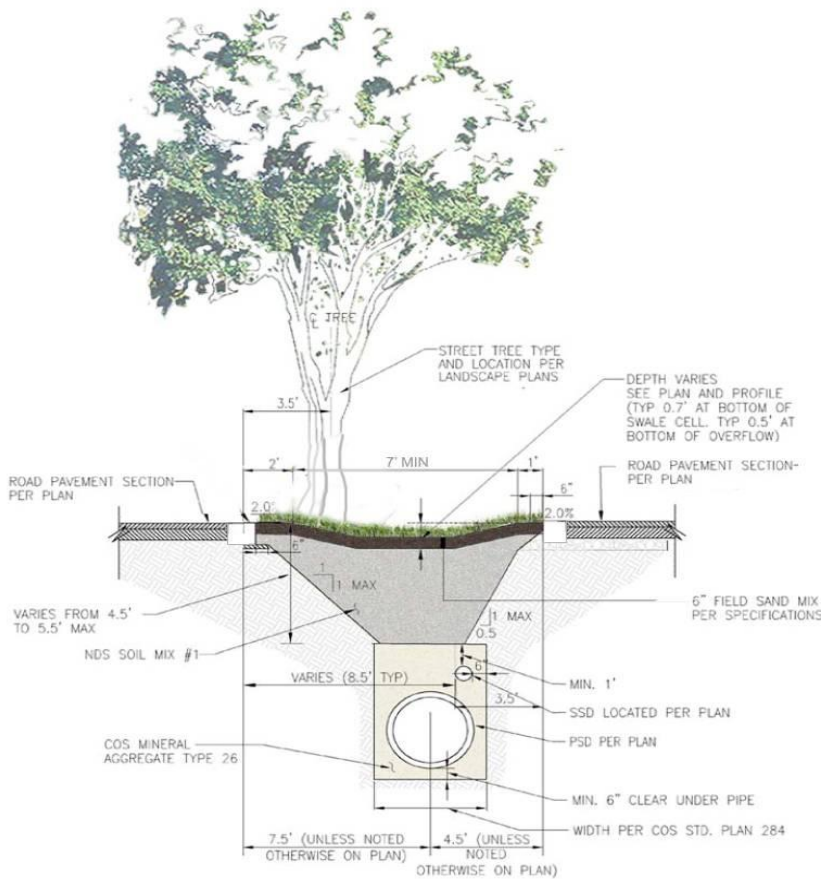 ℄ TREE
STREET TREE TYPE
AND LOCATION PER
LANDSCAPE PLANS
DEPTH VARIES
SEE PLAN AND PROFILE
(TYP 0.7' AT BOTTOM OF
SWALE CELL. TYP 0.5' AT
BOTTOM OF OVERFLOW)
3.5'
2'
7' MIN
1'
ROAD PAVEMENT SECTION
PER PLAN
ROAD PAVEMENT SECTION-
PER PLAN
6"
2.0%
6"
1
1 MAX
1 MAX
0.5
VARIES FROM 4.5'
TO 5.5' MAX
6" FIELD SAND MIX
PER SPECIFICATIONS
NDS SOIL MIX #1
VARIES (8.5' TYP)
6"
MIN. 1'
3.5'
SSD LOCATED PER PLAN
PSD PER PLAN
COS MINERAL
AGGREGATE TYPE 26
MIN. 6" CLEAR UNDER PIPE
WIDTH PER COS STD. PLAN 284
7.5' (UNLESS NOTED
OTHERWISE ON PLAN)
4.5' (UNLESS
NOTED
OTHERWISE ON PLAN)